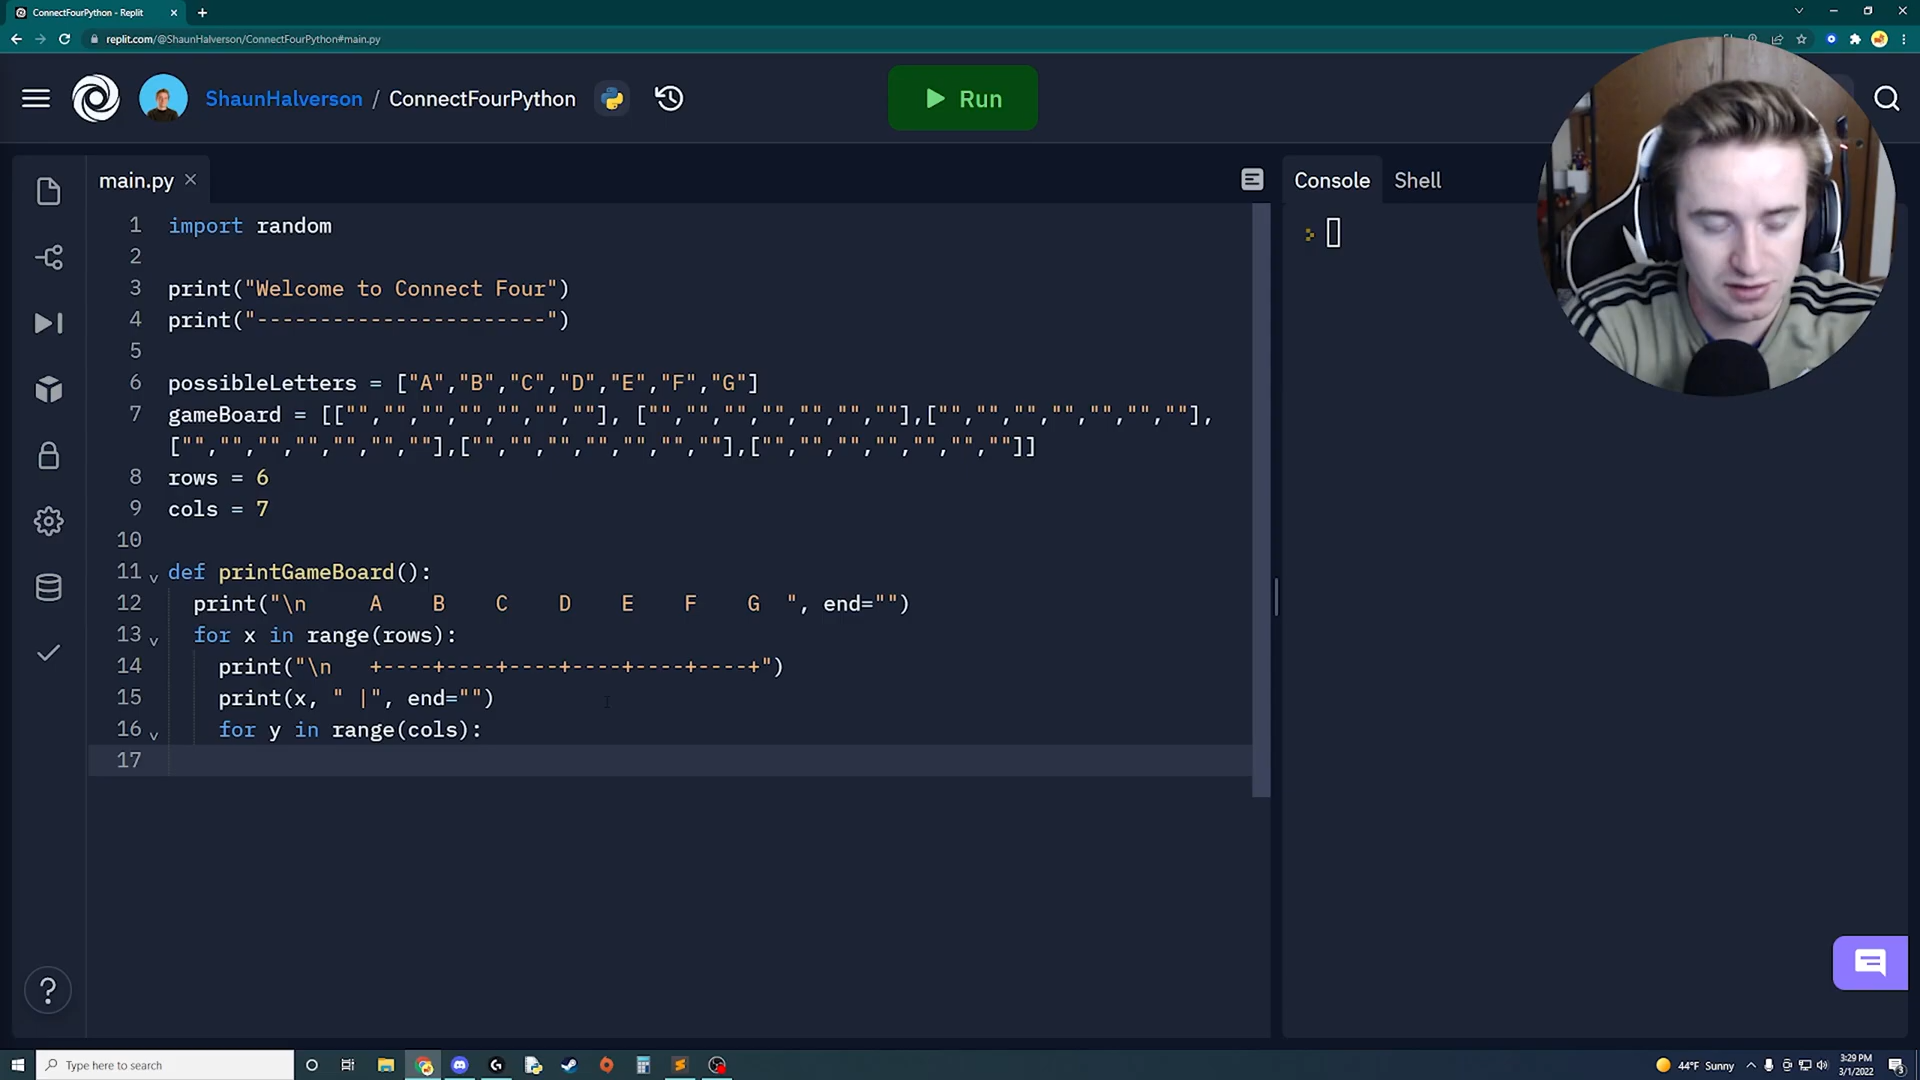 ConnectFourPython - Replit
replit.com/@ShaunHalverson/ConnectFourPython#main.py
ShaunHalverson / ConnectFourPython
Run
main.py
Console
Shell
1 import random
2
3 print("Welcome to Connect Four")
4 print("-----------------------")
5
6 possibleLetters = ["A","B","C","D","E","F","G"]
7 gameBoard = [["","","","","","",""], ["","","","","","",""],["","","","","","",""],
["","","","","","",""],["","","","","","",""],["","","","","","",""]]
8 rows = 6
9 cols = 7
10
11 def printGameBoard():
12 print("\n     A    B    C    D    E    F    G  ", end="")
13 for x in range(rows):
14 print("\n   +----+----+----+----+----+----+")
15 print(x, " |", end="")
16 for y in range(cols):
17
Type here to search
44°F Sunny
3:29 PM
3/1/2022
3